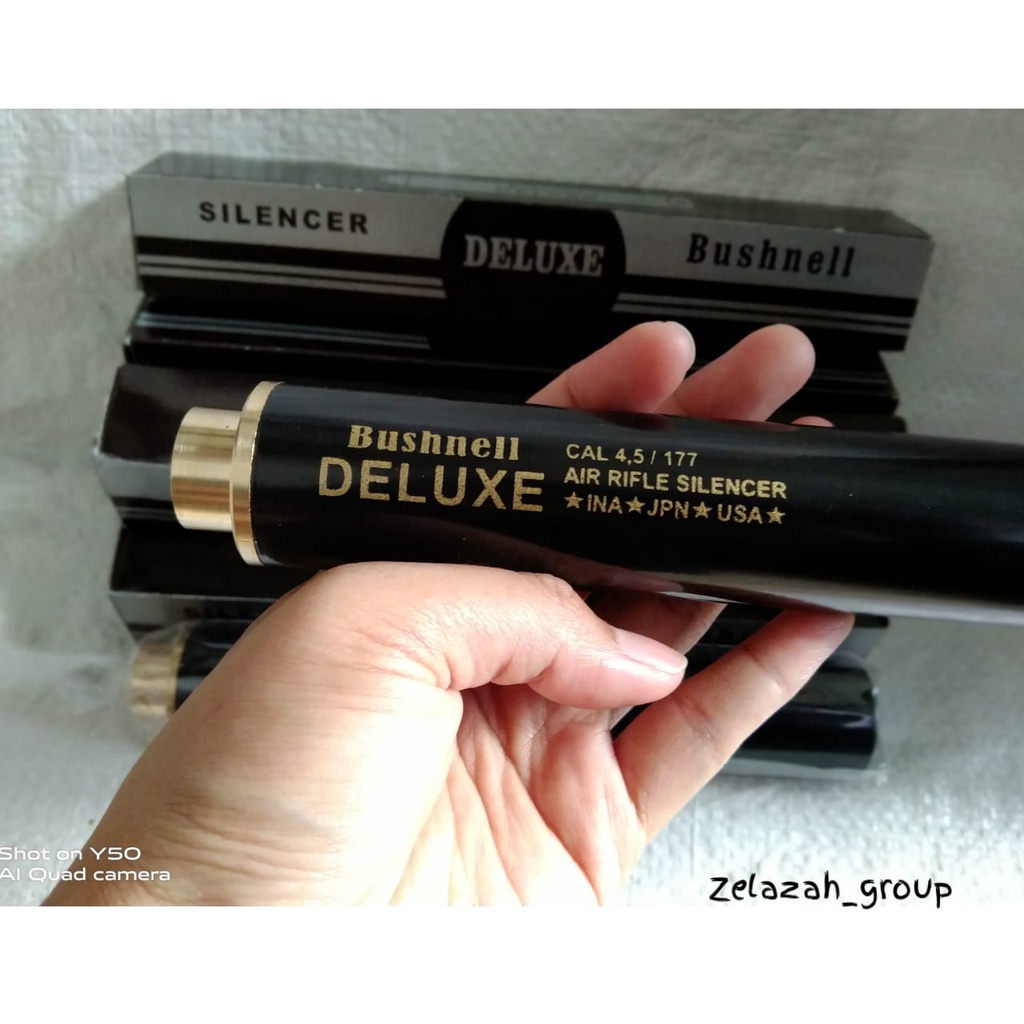 SILENCER
DELUXE
Bushnell
Bushnell
DELUXE
CAL 4,5 / 177
AIR RIFLE SILENCER
★INA★JPN★USA★
Shot on Y50
AI Quad camera
Zelazah_group